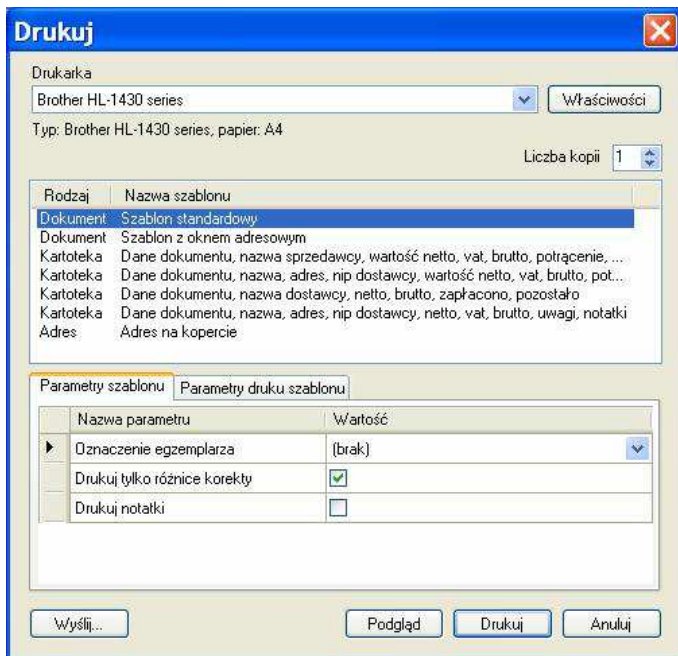 Drukuj
Drukarka
Brother HL-1430 series
Właściwości
Typ: Brother HL-1430 series, papier: A4
Liczba kopii 1
Rodzaj Nazwa szablonu
Dokument Szablon standardowy
Dokument Szablon z oknem adresowym
Kartoteka Dane dokumentu, nazwa sprzedawcy, wartość netto, vat, brutto, potrącenie, ...
Kartoteka Dane dokumentu, nazwa, adres, nip dostawcy, wartość netto, vat, brutto, pot...
Kartoteka Dane dokumentu, nazwa dostawcy, netto, brutto, zapłacono, pozostało
Kartoteka Dane dokumentu, nazwa, adres, nip dostawcy, netto, vat, brutto, uwagi, notatki
Adres Adres na kopercie
Parametry szablonu Parametry druku szablonu
Nazwa parametru Wartość
Oznaczenie egzemplarza (brak)
Drukuj tylko różnice korekty
Drukuj notatki
Wyślij... Podgląd Drukuj Anuluj